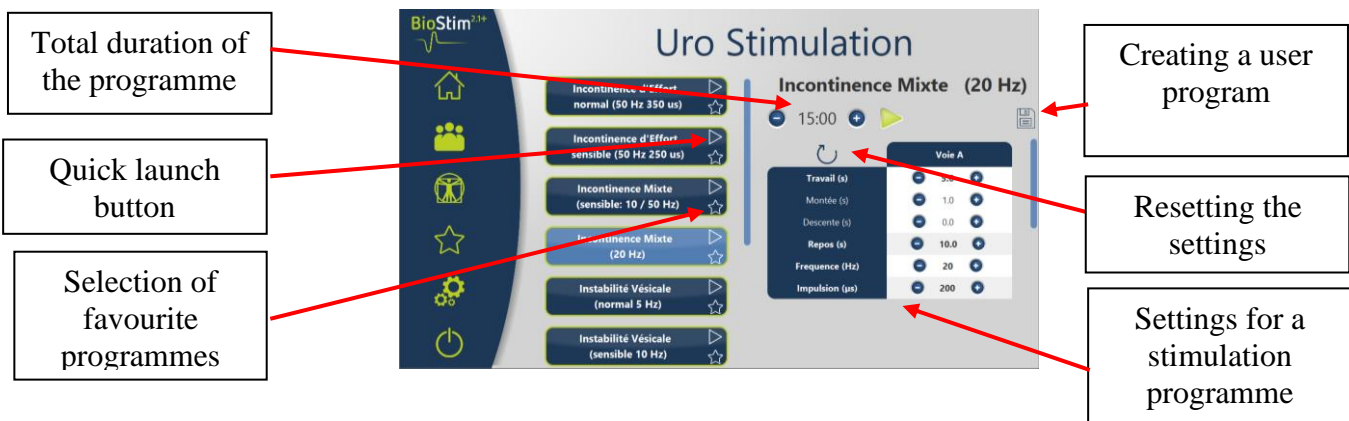 Total duration of
the programme
Quick launch
button
Selection of
favourite
programmes
BioStim 2.1+
Uro Stimulation
Incontinence d'Effort
normal (50 Hz 350 us)
Incontinence d'Effort
sensible (50 Hz 250 us)
Incontinence Mixte
(sensible: 10 / 50 Hz)
Incontinence Mixte
(20 Hz)
Instabilité Vésicale
(normal 5 Hz)
Instabilité Vésicale
(sensible 10 Hz)
Incontinence Mixte (20 Hz)
15:00
Voie A
Travail (s)
Montée (s) 1.0
Descente (s) 0.0
Repos (s) 10.0
Frequence (Hz) 20
Impulsion (µs) 200
Creating a user
program
Resetting the
settings
Settings for a
stimulation
programme